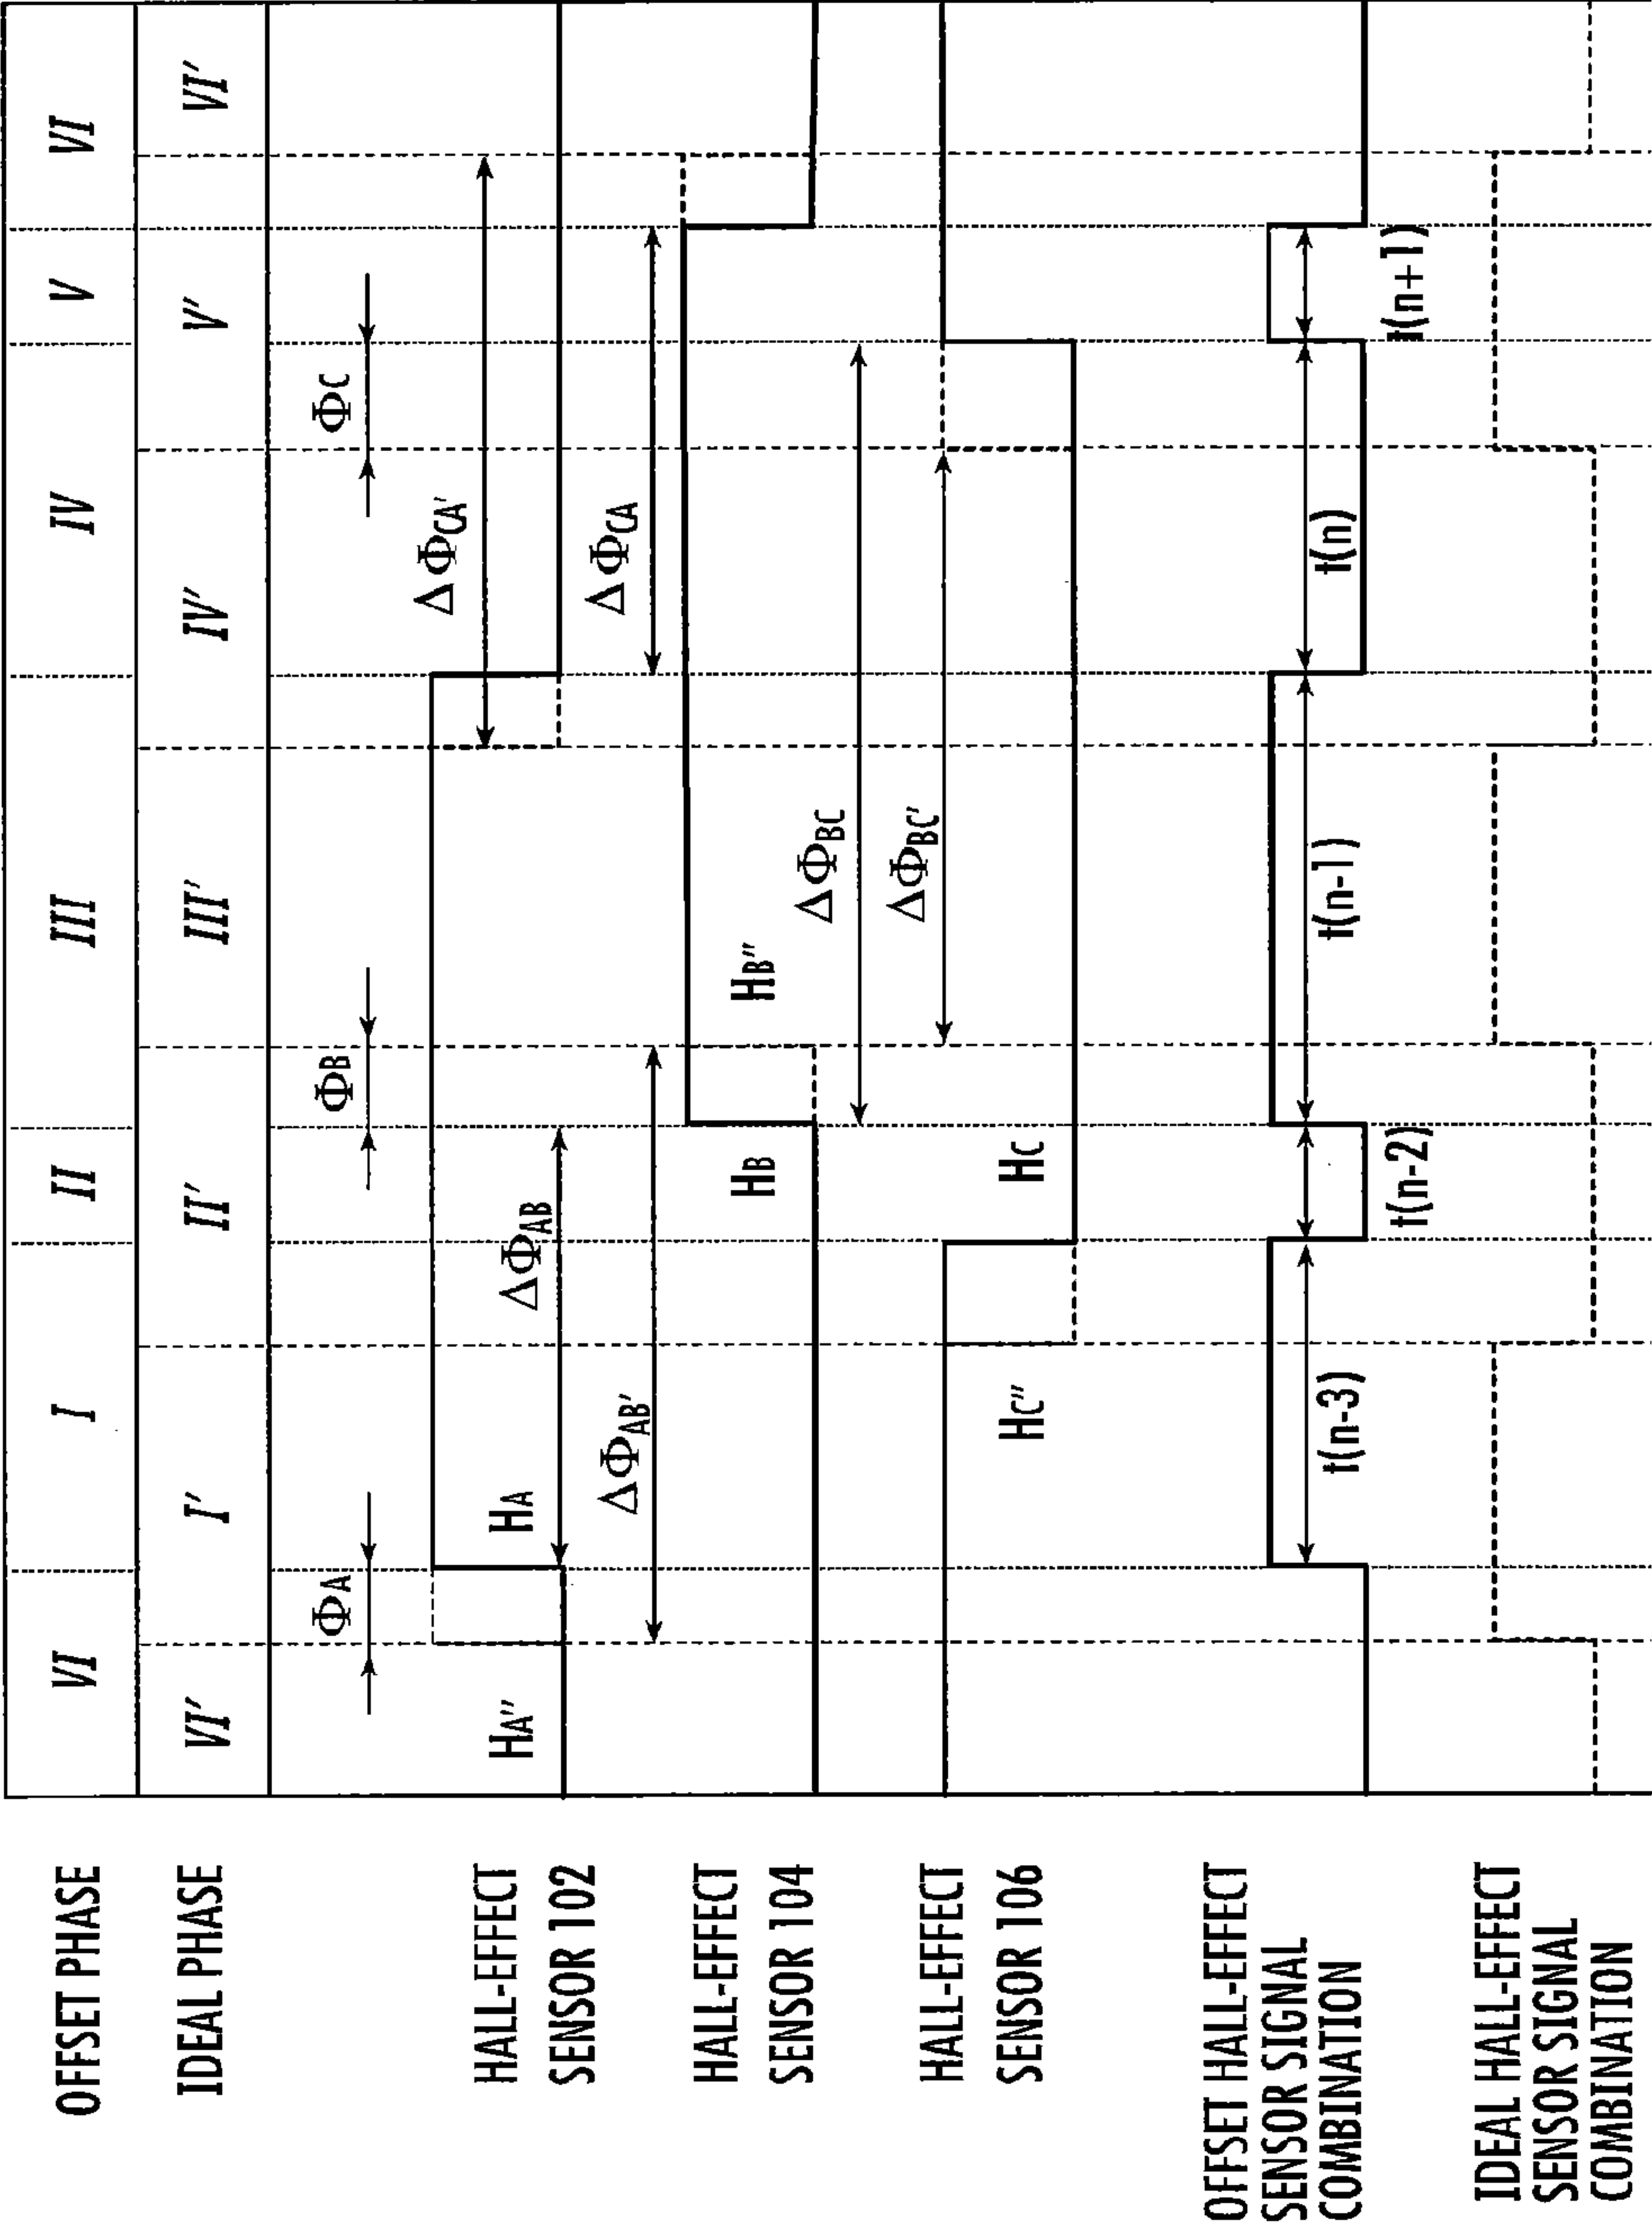 OFFSET PHASE
VI I II III IV V VI
IDEAL PHASE
VI′ I′ II′ III′ IV′ V′ VI′
ΦA ΦB ΦC
HALL-EFFECT
SENSOR 102
HA″ HA
ΔΦCA′
ΔΦAB
ΔΦCA
ΔΦAB′
HALL-EFFECT
SENSOR 104
HB HB″
ΔΦBC
ΔΦBC′
HALL-EFFECT
SENSOR 106
HC″ HC
OFFSET HALL-EFFECT
SENSOR SIGNAL
COMBINATION
t(n-3) t(n-2) t(n-1) t(n) t(n+1)
IDEAL HALL-EFFECT
SENSOR SIGNAL
COMBINATION